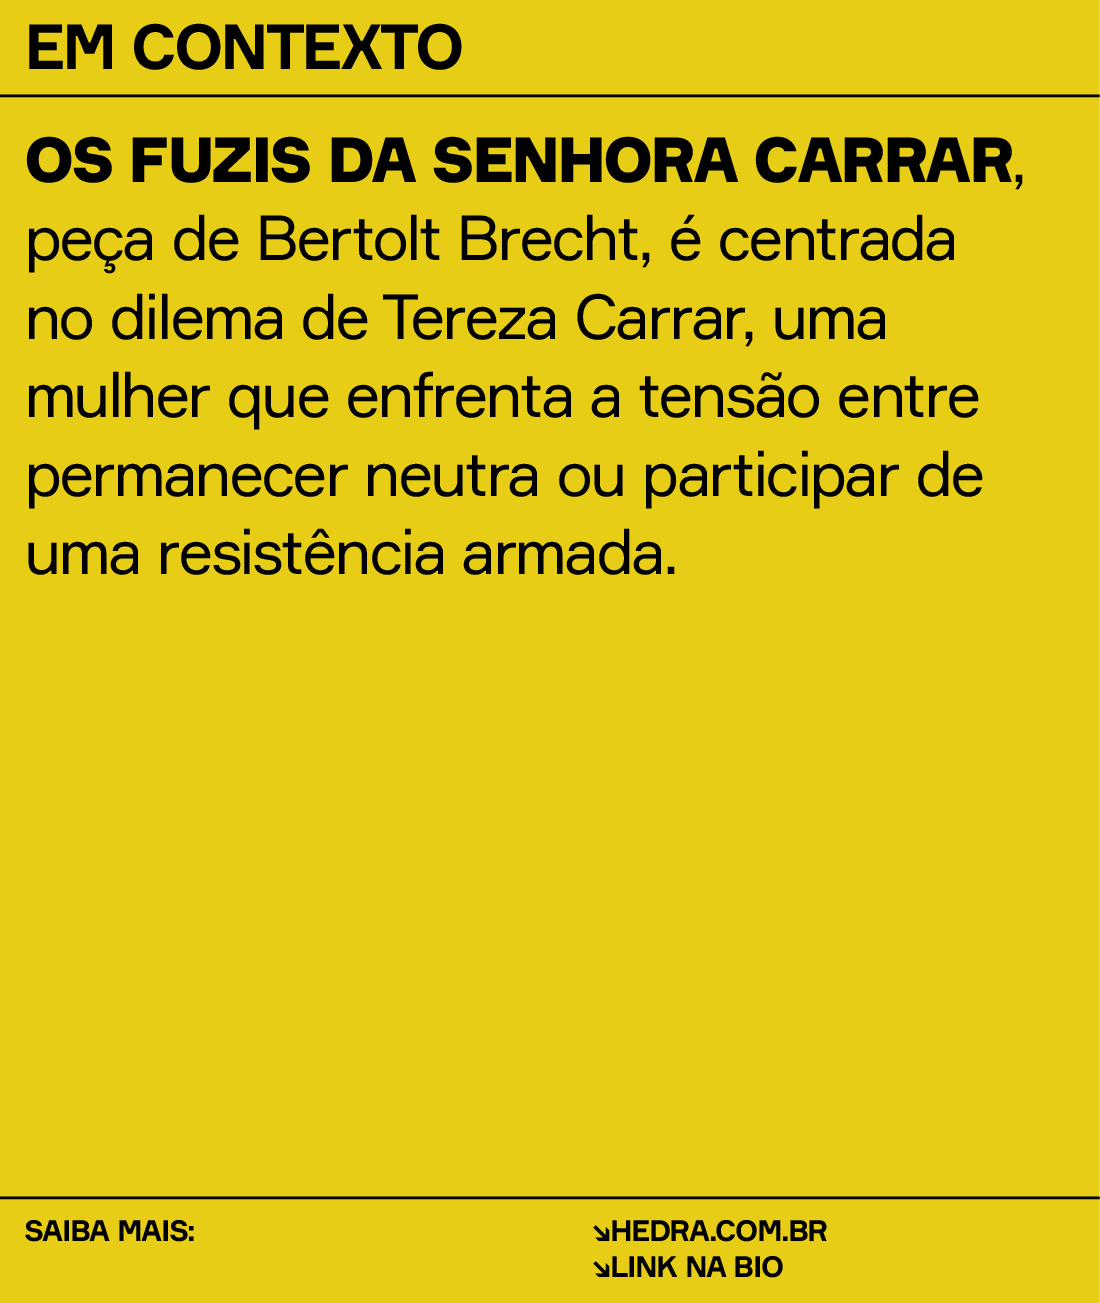 EM CONTEXTO
OS FUZIS DA SENHORA CARRAR,
peça de Bertolt Brecht, é centrada
no dilema de Tereza Carrar, uma
mulher que enfrenta a tensão entre
permanecer neutra ou participar de
uma resistência armada.
SAIBA MAIS:
↘HEDRA.COM.BR
↘LINK NA BIO